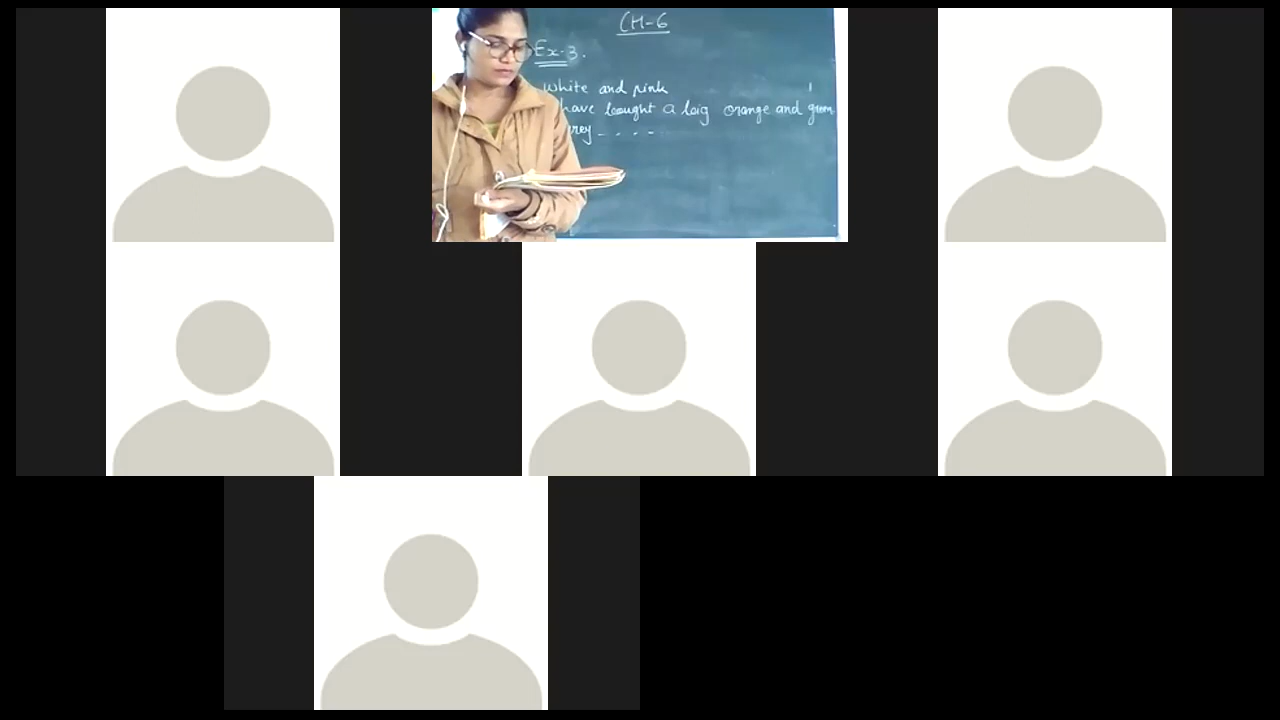 CH-6
Ex-3.
White and pink
have bought a big orange and green